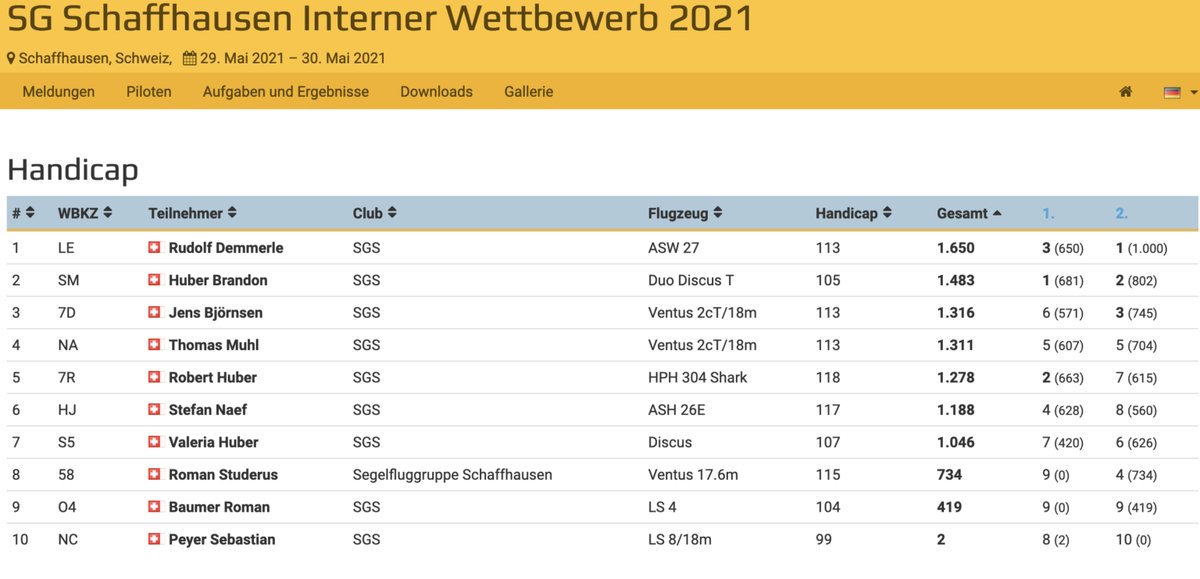 SG Schaffhausen Interner Wettbewerb 2021
Schaffhausen, Schweiz, 29. Mai 2021 – 30. Mai 2021
Meldungen Piloten Aufgaben und Ergebnisse Downloads Gallerie
Handicap
# WBKZ Teilnehmer Club Flugzeug Handicap Gesamt 1. 2.
1 LE Rudolf Demmerle SGS ASW 27 113 1.650 3 (650) 1 (1.000)
2 SM Huber Brandon SGS Duo Discus T 105 1.483 1 (681) 2 (802)
3 7D Jens Björnsen SGS Ventus 2cT/18m 113 1.316 6 (571) 3 (745)
4 NA Thomas Muhl SGS Ventus 2cT/18m 113 1.311 5 (607) 5 (704)
5 7R Robert Huber SGS HPH 304 Shark 118 1.278 2 (663) 7 (615)
6 HJ Stefan Naef SGS ASH 26E 117 1.188 4 (628) 8 (560)
7 S5 Valeria Huber SGS Discus 107 1.046 7 (420) 6 (626)
8 58 Roman Studerus Segelfluggruppe Schaffhausen Ventus 17.6m 115 734 9 (0) 4 (734)
9 O4 Baumer Roman SGS LS 4 104 419 9 (0) 9 (419)
10 NC Peyer Sebastian SGS LS 8/18m 99 2 8 (2) 10 (0)